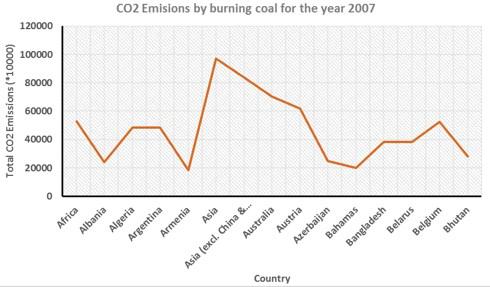 CO2 Emisions by burning coal for the year 2007
Total CO2 Emissions (*10000)
120000
100000
80000
60000
40000
20000
0
Africa
Albania
Algeria
Argentina
Armenia
Asia
Asia (excl. China &...
Australia
Austria
Azerbaijan
Bahamas
Bangladesh
Belarus
Belgium
Bhutan
Country